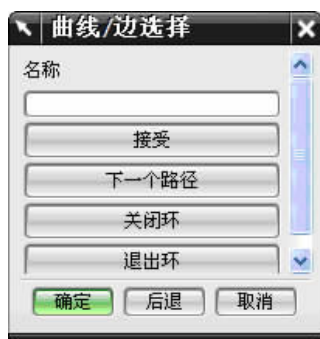 曲线/边选择
名称
接受
下一个路径
关闭环
退出环
确定 后退 取消